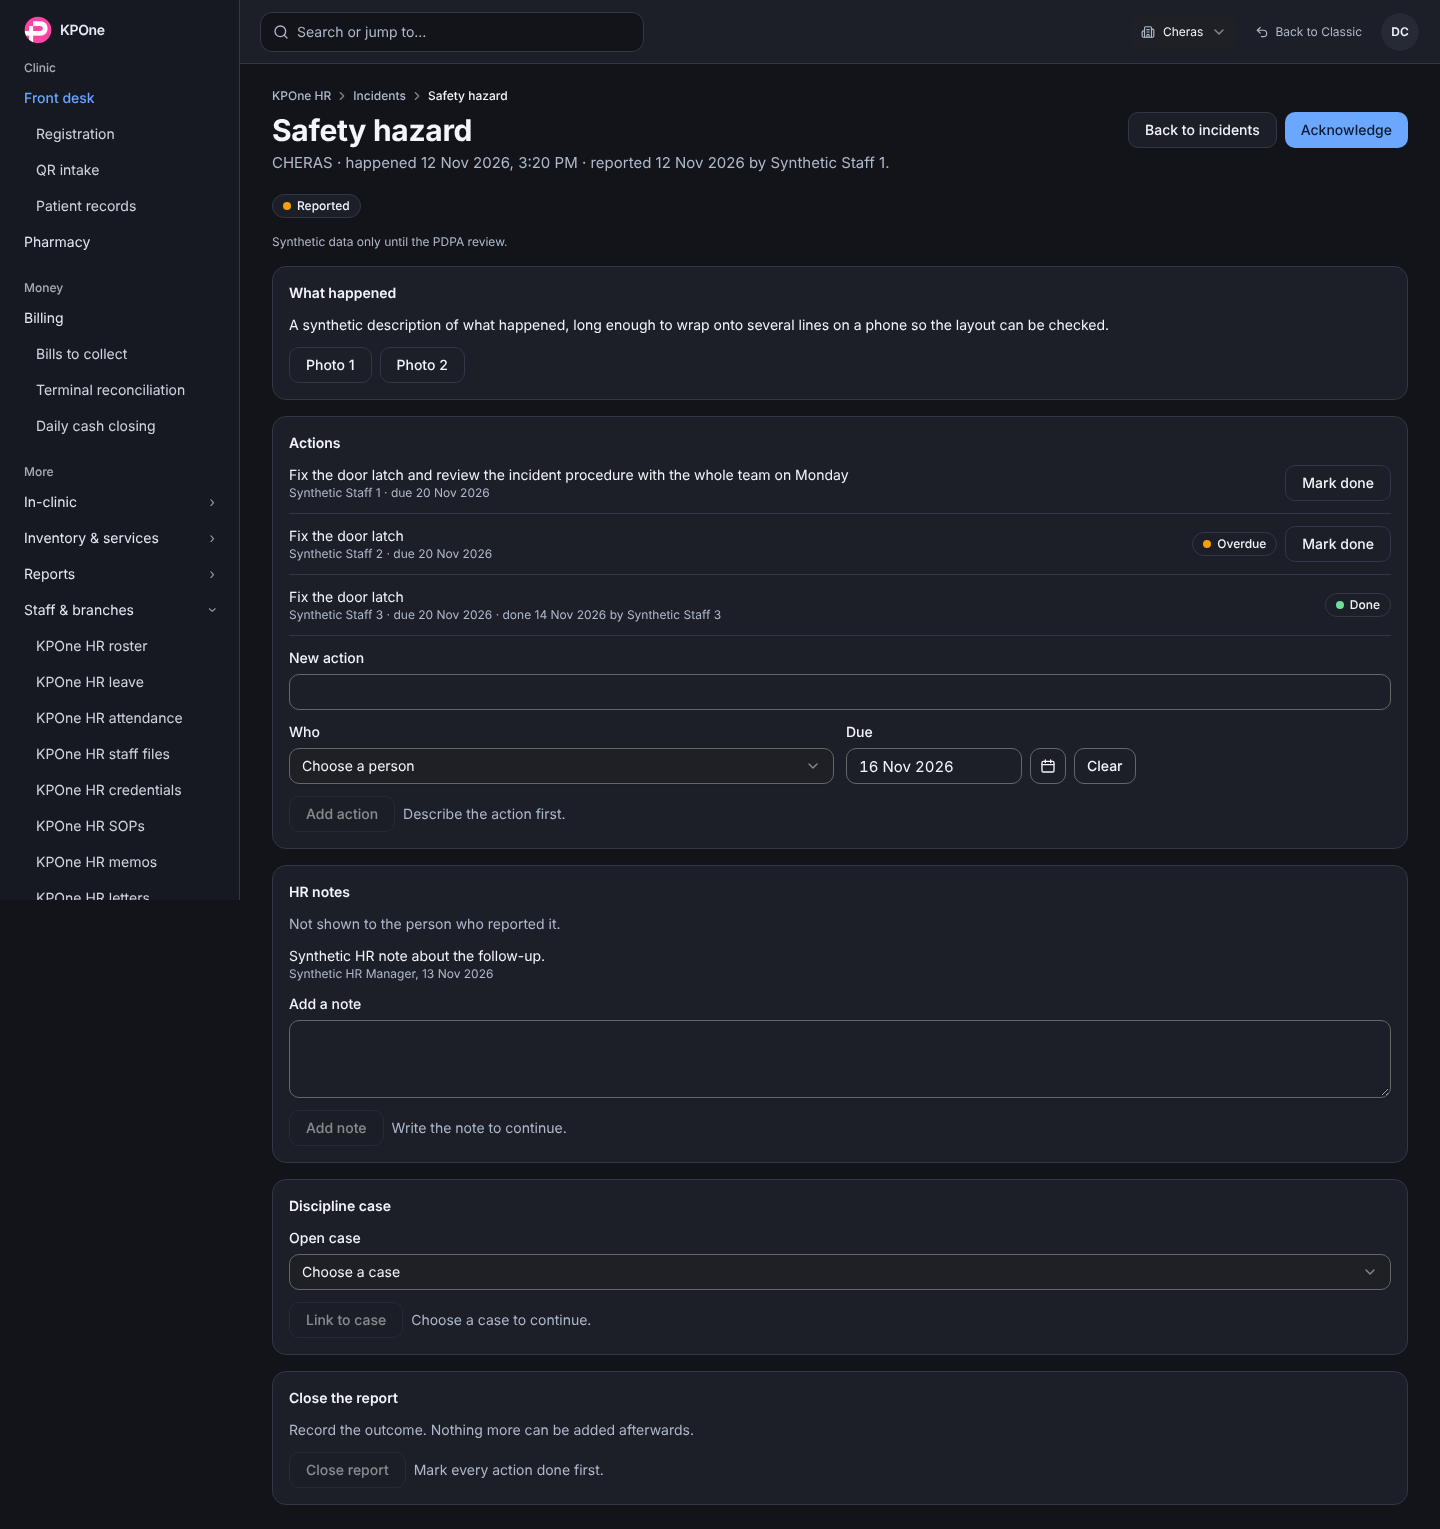 KPOne
Search or jump to...
Cheras
Back to Classic
DC
Clinic
Front desk
Registration
QR intake
Patient records
Pharmacy
Money
Billing
Bills to collect
Terminal reconciliation
Daily cash closing
More
In-clinic
Inventory & services
Reports
Staff & branches
KPOne HR roster
KPOne HR leave
KPOne HR attendance
KPOne HR staff files
KPOne HR credentials
KPOne HR SOPs
KPOne HR memos
KPOne HR letters
KPOne HR > Incidents > Safety hazard
Safety hazard
Back to incidents
Acknowledge
CHERAS · happened 12 Nov 2026, 3:20 PM · reported 12 Nov 2026 by Synthetic Staff 1.
Reported
Synthetic data only until the PDPA review.
What happened
A synthetic description of what happened, long enough to wrap onto several lines on a phone so the layout can be checked.
Photo 1
Photo 2
Actions
Fix the door latch and review the incident procedure with the whole team on Monday
Synthetic Staff 1 · due 20 Nov 2026
Mark done
Fix the door latch
Synthetic Staff 2 · due 20 Nov 2026
Overdue
Mark done
Fix the door latch
Synthetic Staff 3 · due 20 Nov 2026 · done 14 Nov 2026 by Synthetic Staff 3
Done
New action
Who
Due
Choose a person
16 Nov 2026
Clear
Add action
Describe the action first.
HR notes
Not shown to the person who reported it.
Synthetic HR note about the follow-up.
Synthetic HR Manager, 13 Nov 2026
Add a note
Add note
Write the note to continue.
Discipline case
Open case
Choose a case
Link to case
Choose a case to continue.
Close the report
Record the outcome. Nothing more can be added afterwards.
Close report
Mark every action done first.